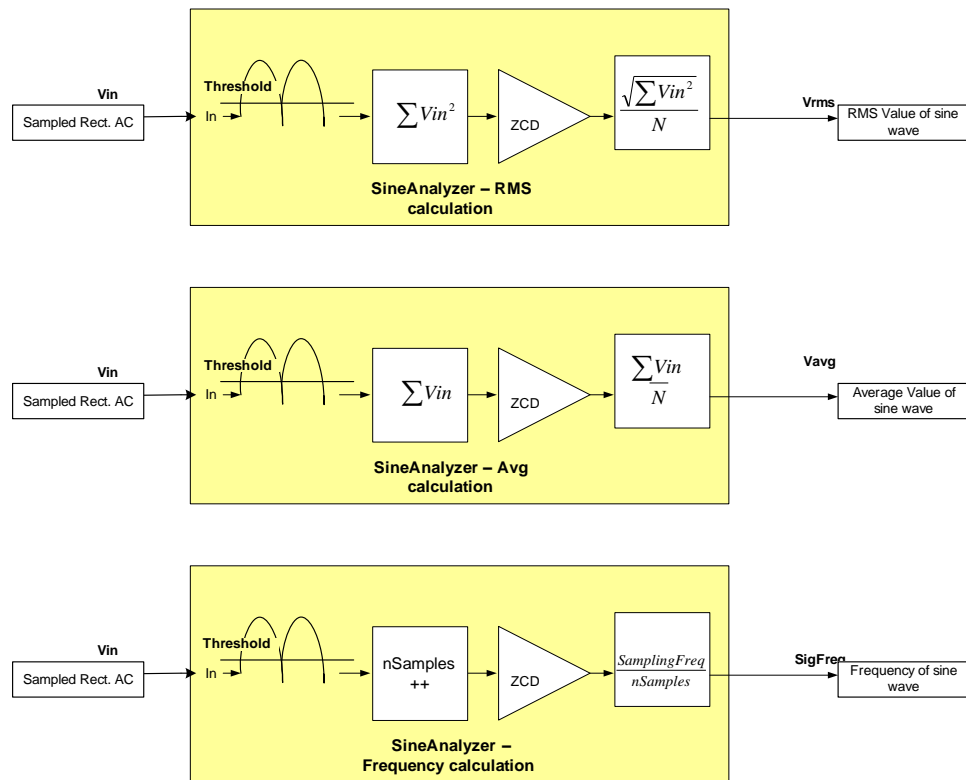 Vin
Sampled Rect. AC
Threshold
In
∑Vin²
ZCD
√∑Vin²
N
Vrms
RMS Value of sine
wave
SineAnalyzer – RMS
calculation
Vin
Sampled Rect. AC
Threshold
In
∑Vin
ZCD
∑Vin
N
Vavg
Average Value of
sine wave
SineAnalyzer – Avg
calculation
Vin
Sampled Rect. AC
Threshold
In
nSamples
++
ZCD
SamplingFreq
nSamples
SigFreq
Frequency of sine
wave
SineAnalyzer –
Frequency calculation